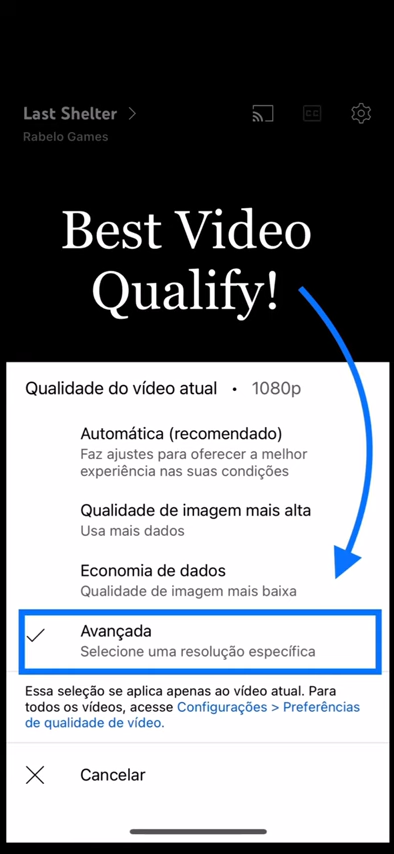 Last Shelter
Rabelo Games
CC
Best Video
Qualify!
Qualidade do vídeo atual • 1080p
Automática (recomendado)
Faz ajustes para oferecer a melhor
experiência nas suas condições
Qualidade de imagem mais alta
Usa mais dados
Economia de dados
Qualidade de imagem mais baixa
Avançada
Selecione uma resolução específica
Essa seleção se aplica apenas ao vídeo atual. Para
todos os vídeos, acesse Configurações > Preferências
de qualidade de vídeo.
Cancelar